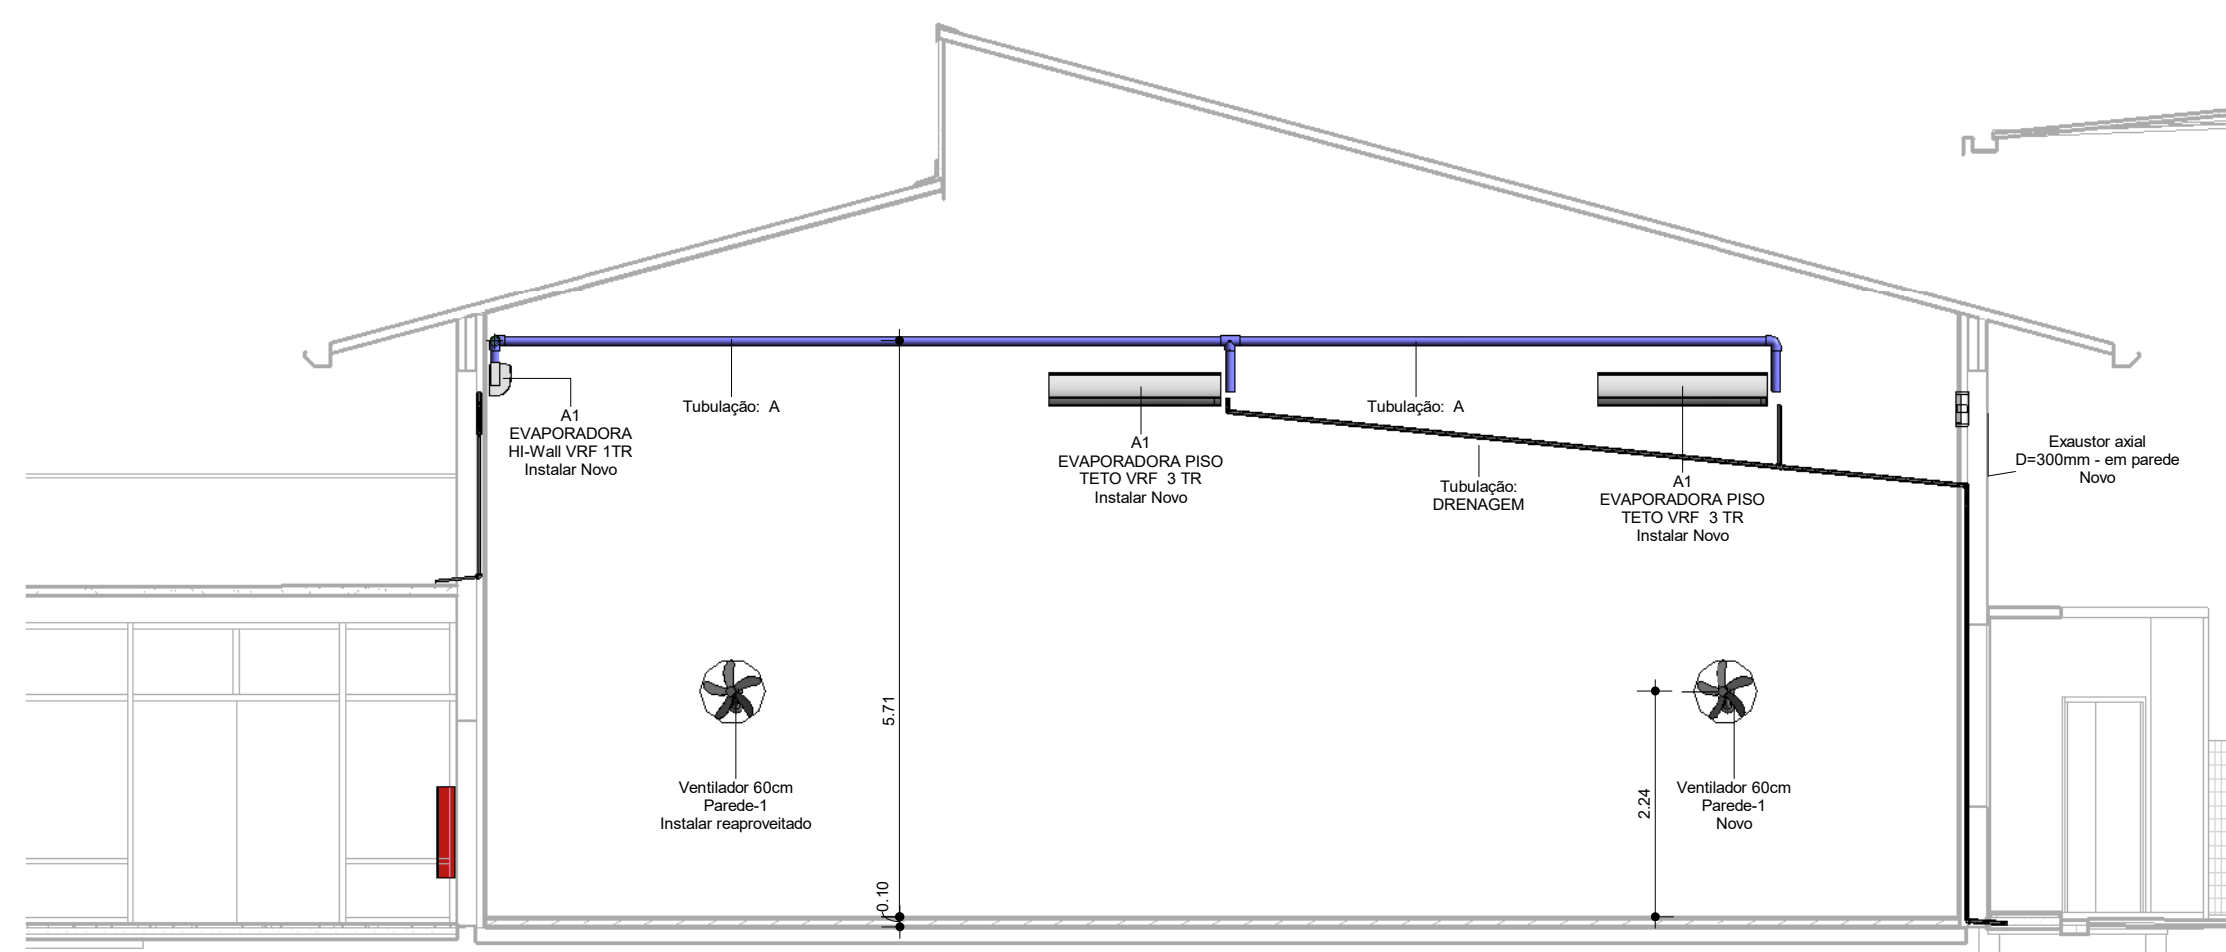 A1
EVAPORADORA
HI-Wall VRF 1TR
Instalar Novo
Tubulação:  A
A1
EVAPORADORA PISO
TETO VRF  3 TR
Instalar Novo
Tubulação:  A
Tubulação:
DRENAGEM
A1
EVAPORADORA PISO
TETO VRF  3 TR
Instalar Novo
Exaustor axial
D=300mm - em parede
Novo
5.71
0.10
Ventilador 60cm
Parede-1
Instalar reaproveitado
2.24
Ventilador 60cm
Parede-1
Novo